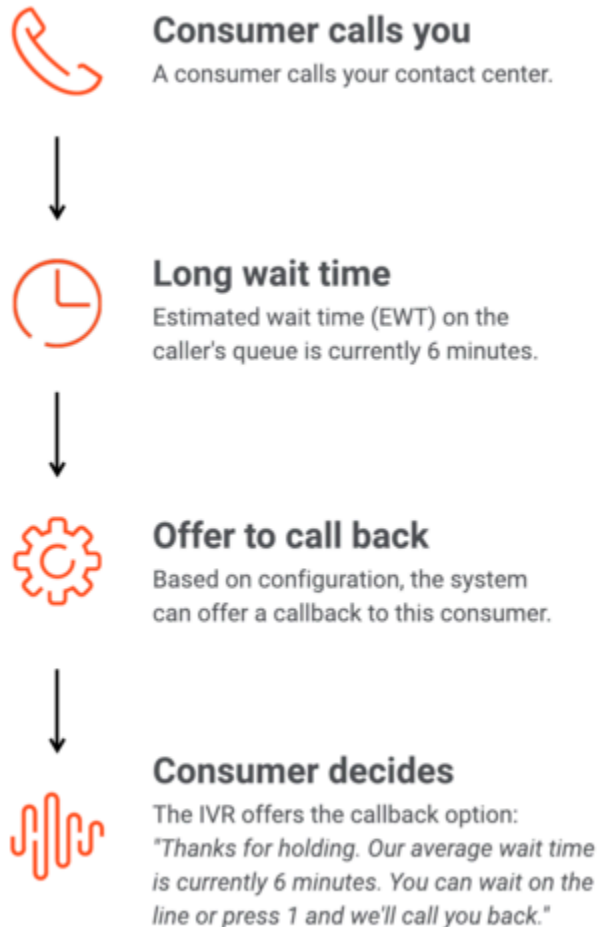 Consumer calls you
A consumer calls your contact center.
Long wait time
Estimated wait time (EWT) on the
caller's queue is currently 6 minutes.
Offer to call back
Based on configuration, the system
can offer a callback to this consumer.
Consumer decides
The IVR offers the callback option:
"Thanks for holding. Our average wait time
is currently 6 minutes. You can wait on the
line or press 1 and we'll call you back."